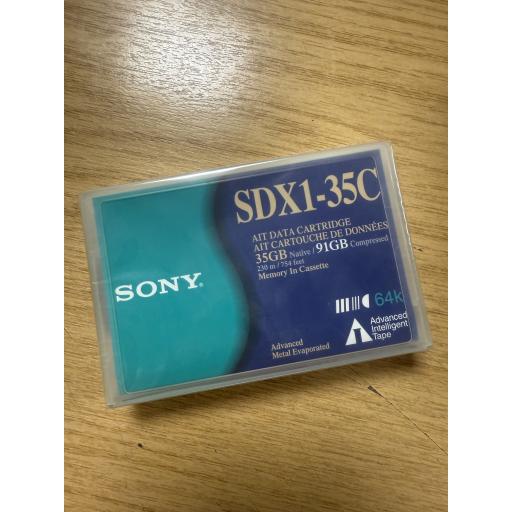 SDX1-35C
AIT DATA CARTRIDGE
AIT CARTOUCHE DE DONNÉES
35GB Native / 91GB Compressed
230 m / 754 feet
Memory In Cassette
SONY®
64k
Advanced
Intelligent
Tape
Advanced
Metal Evaporated